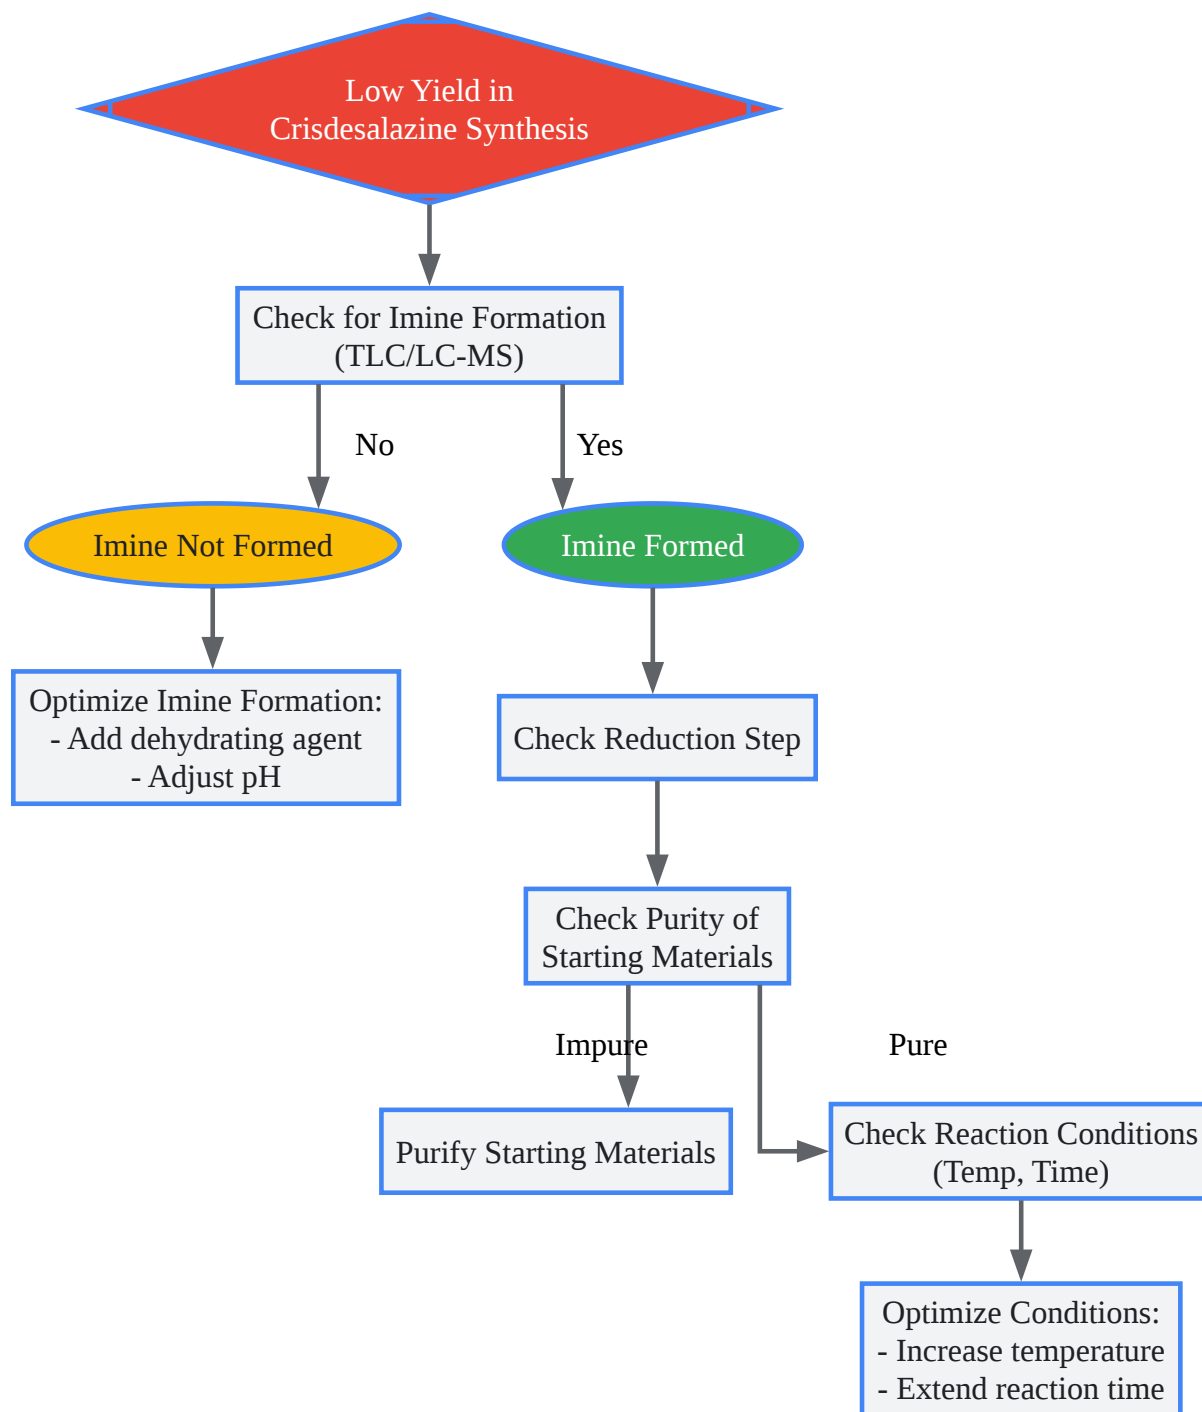 Low Yield in
Crisdesalazine Synthesis
Check for Imine Formation
(TLC/LC-MS)
No
Yes
Imine Not Formed
Imine Formed
Optimize Imine Formation:
- Add dehydrating agent
- Adjust pH
Check Reduction Step
Check Purity of
Starting Materials
Impure
Pure
Purify Starting Materials
Check Reaction Conditions
(Temp, Time)
Optimize Conditions:
- Increase temperature
- Extend reaction time